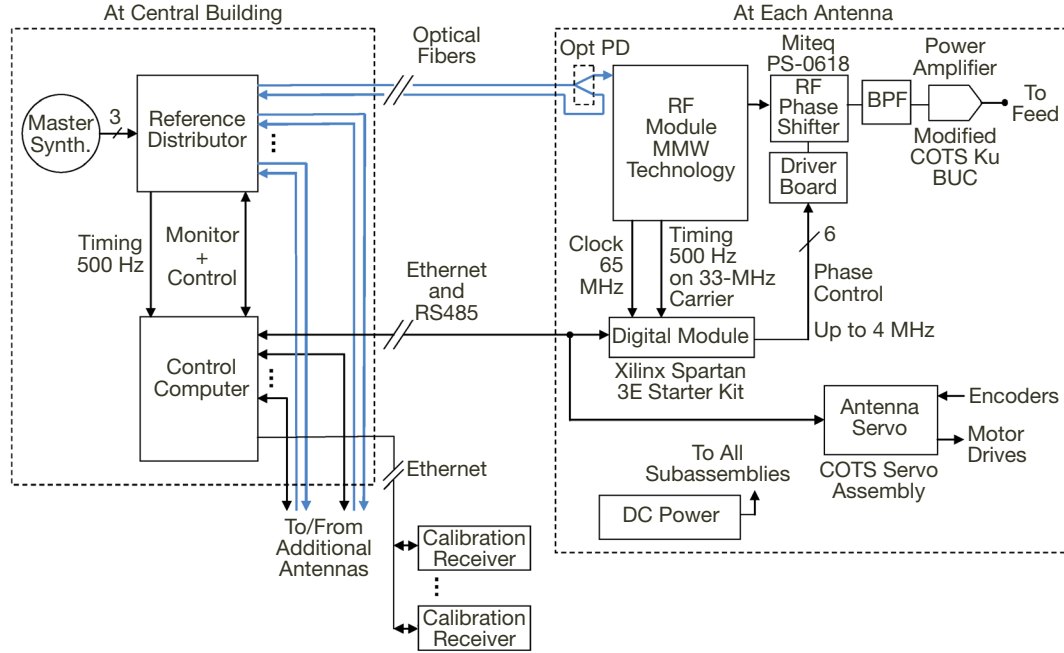 At Central Building
At Each Antenna
Optical
Fibers
Opt PD
Miteq
PS-0618
Power
Amplifier
Master
Synth.
3
Reference
Distributor
RF
Module
MMW
Technology
RF
Phase
Shifter
BPF
To
Feed
Modified
COTS Ku
BUC
Driver
Board
6
Timing
500 Hz
Monitor
+
Control
Clock
65
MHz
Timing
500 Hz
on 33-MHz
Carrier
Phase
Control
Up to 4 MHz
Ethernet
and
RS485
Control
Computer
Digital Module
Xilinx Spartan
3E Starter Kit
Antenna
Servo
Encoders
Motor
Drives
COTS Servo
Assembly
To All
Subassemblies
DC Power
Ethernet
To/From
Additional
Antennas
Calibration
Receiver
Calibration
Receiver